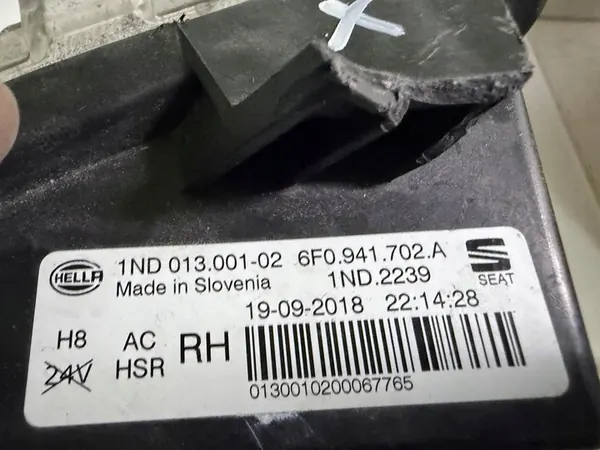 HELLA 1ND 013.001-02 6F0.941.702.A
Made in Slovenia 1ND.2239 SEAT
19-09-2018 22:14:28
H8 AC RH
24V HSR
0130010200067765